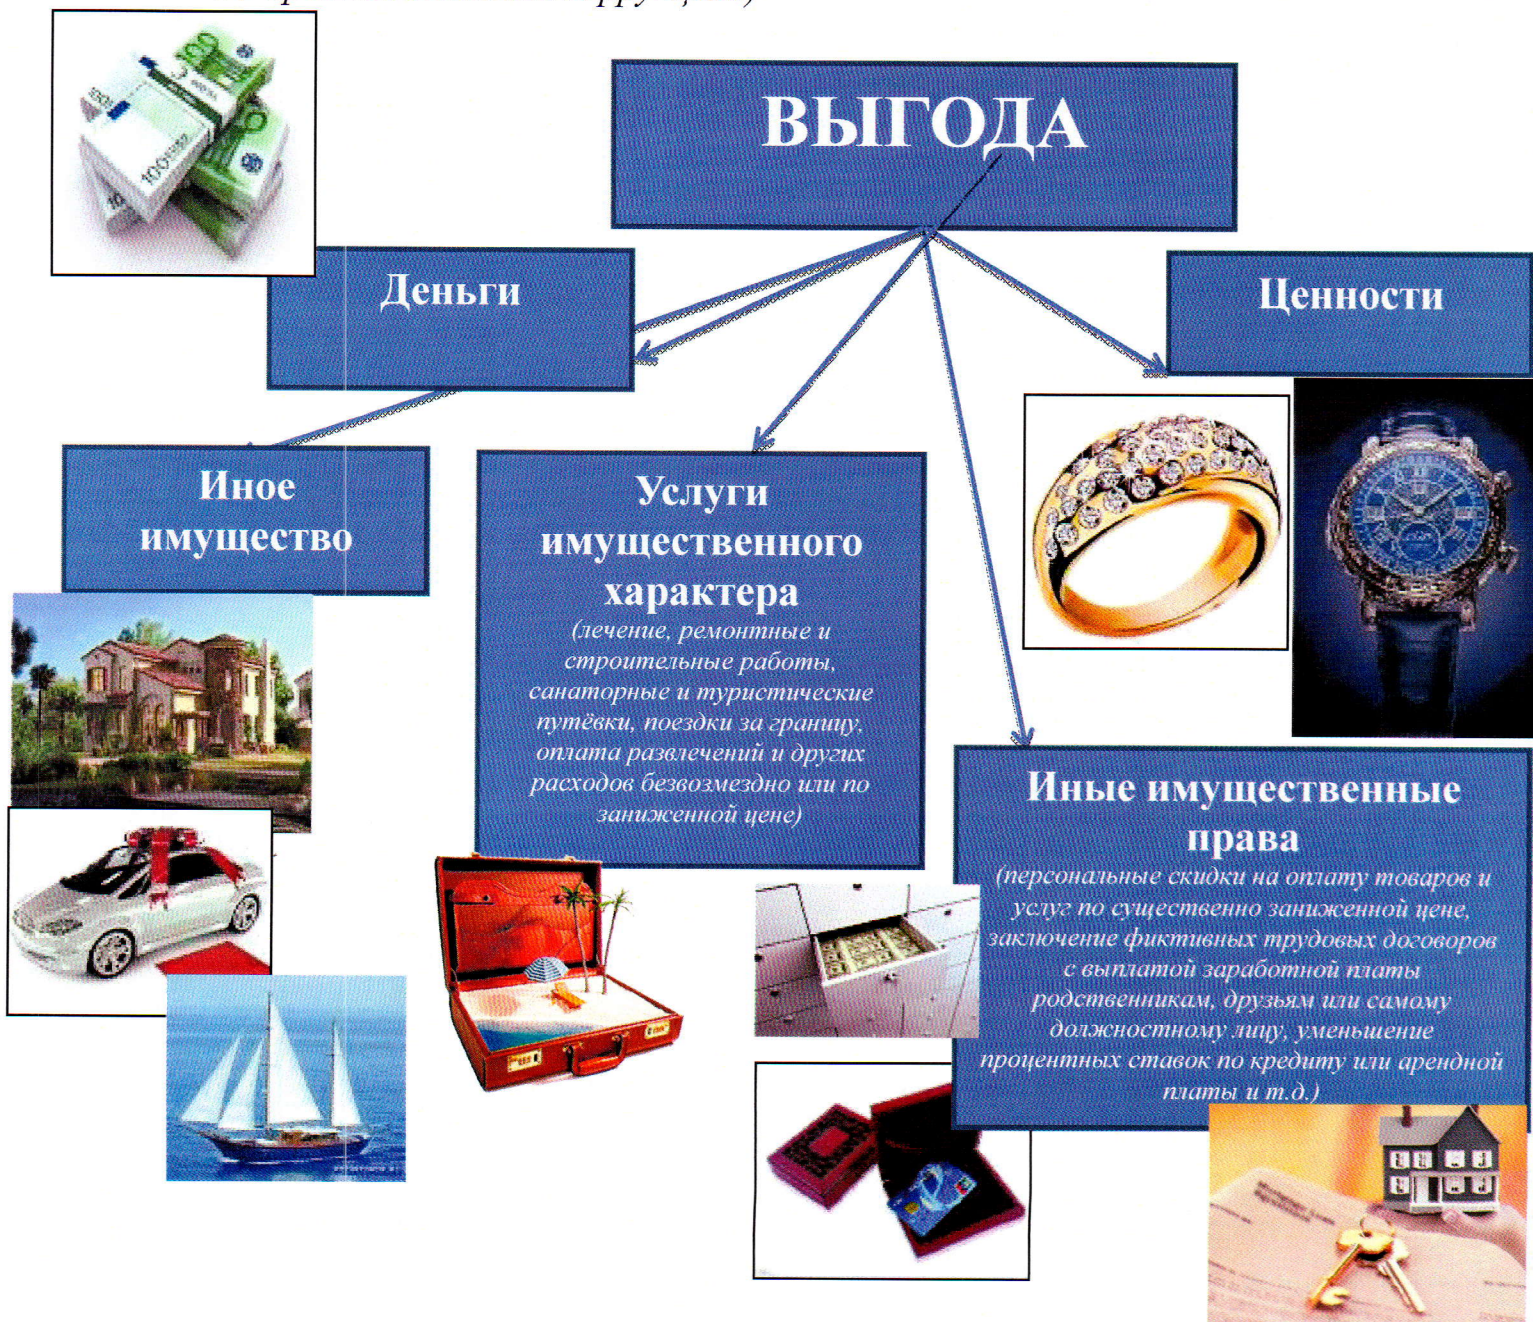 ВЫГОДА
Деньги
Ценности
Иное
имущество
Услуги
имущественного
характера
(лечение, ремонтные и
строительные работы,
санаторные и туристические
путёвки, поездки за границу,
оплата развлечений и других
расходов безвозмездно или по
заниженной цене)
Иные имущественные
права
(персональные скидки на оплату товаров и
услуг по существенно заниженной цене,
заключение фиктивных трудовых договоров
с выплатой заработной платы
родственникам, друзьям или самому
должностному лицу, уменьшение
процентных ставок по кредиту или арендной
платы и т.д.)
100 EURO
100